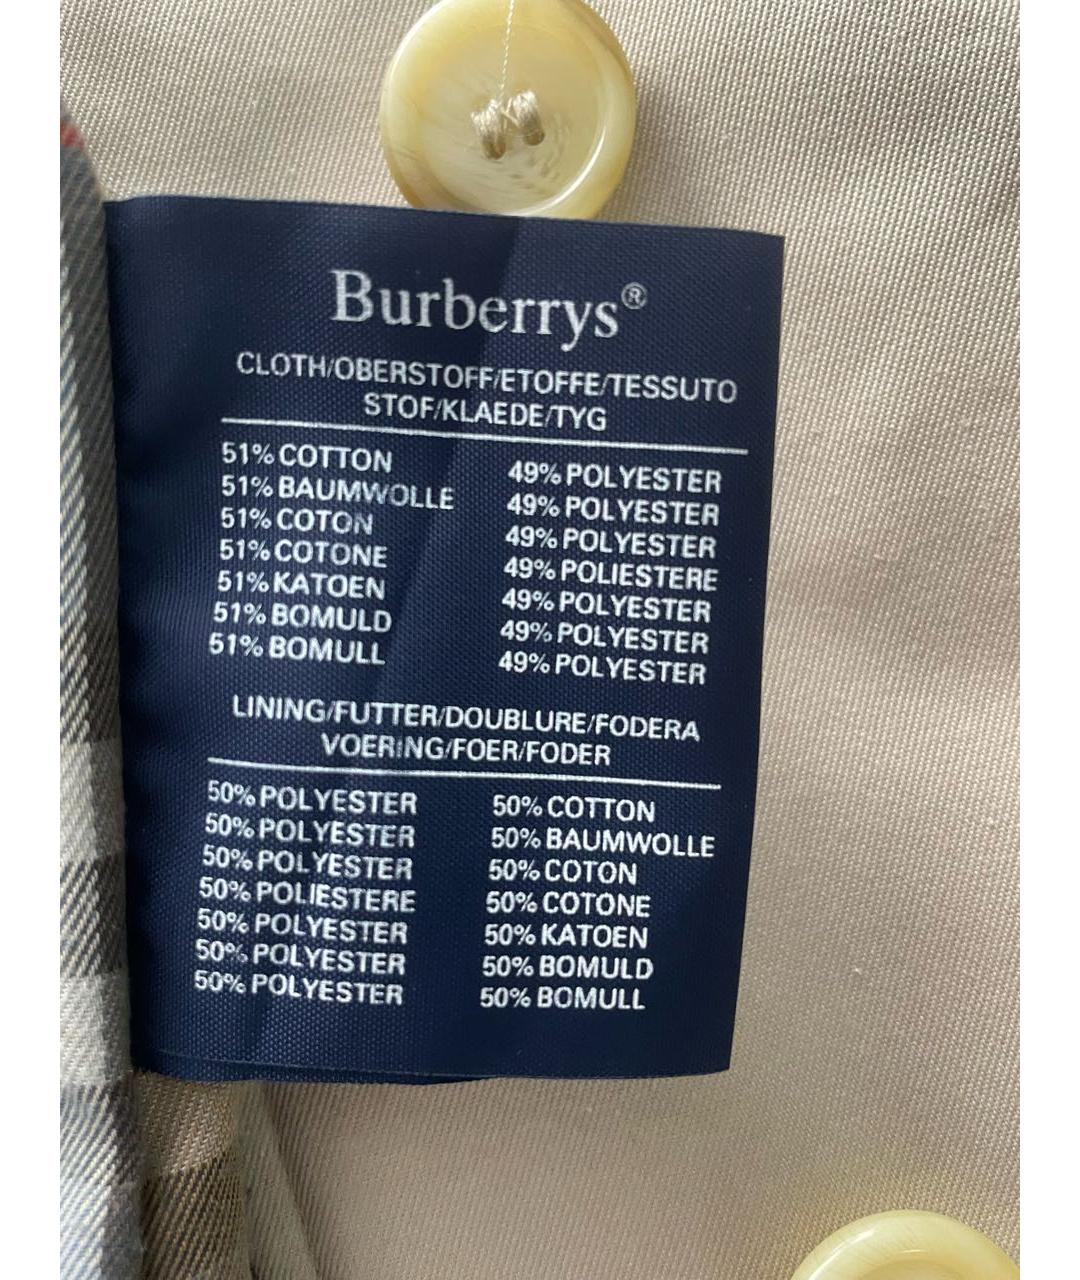 Burberrys®
CLOTH/OBERSTOFF/ETOFFE/TESSUTO
STOF/KLAEDE/TYG
51% COTTON 49% POLYESTER
51% BAUMWOLLE 49% POLYESTER
51% COTON 49% POLYESTER
51% COTONE 49% POLIESTERE
51% KATOEN 49% POLYESTER
51% BOMULD 49% POLYESTER
51% BOMULL 49% POLYESTER
LINING/FUTTER/DOUBLURE/FODERA
VOERING/FOER/FODER
50% POLYESTER 50% COTTON
50% POLYESTER 50% BAUMWOLLE
50% POLYESTER 50% COTON
50% POLIESTERE 50% COTONE
50% POLYESTER 50% KATOEN
50% POLYESTER 50% BOMULD
50% POLYESTER 50% BOMULL